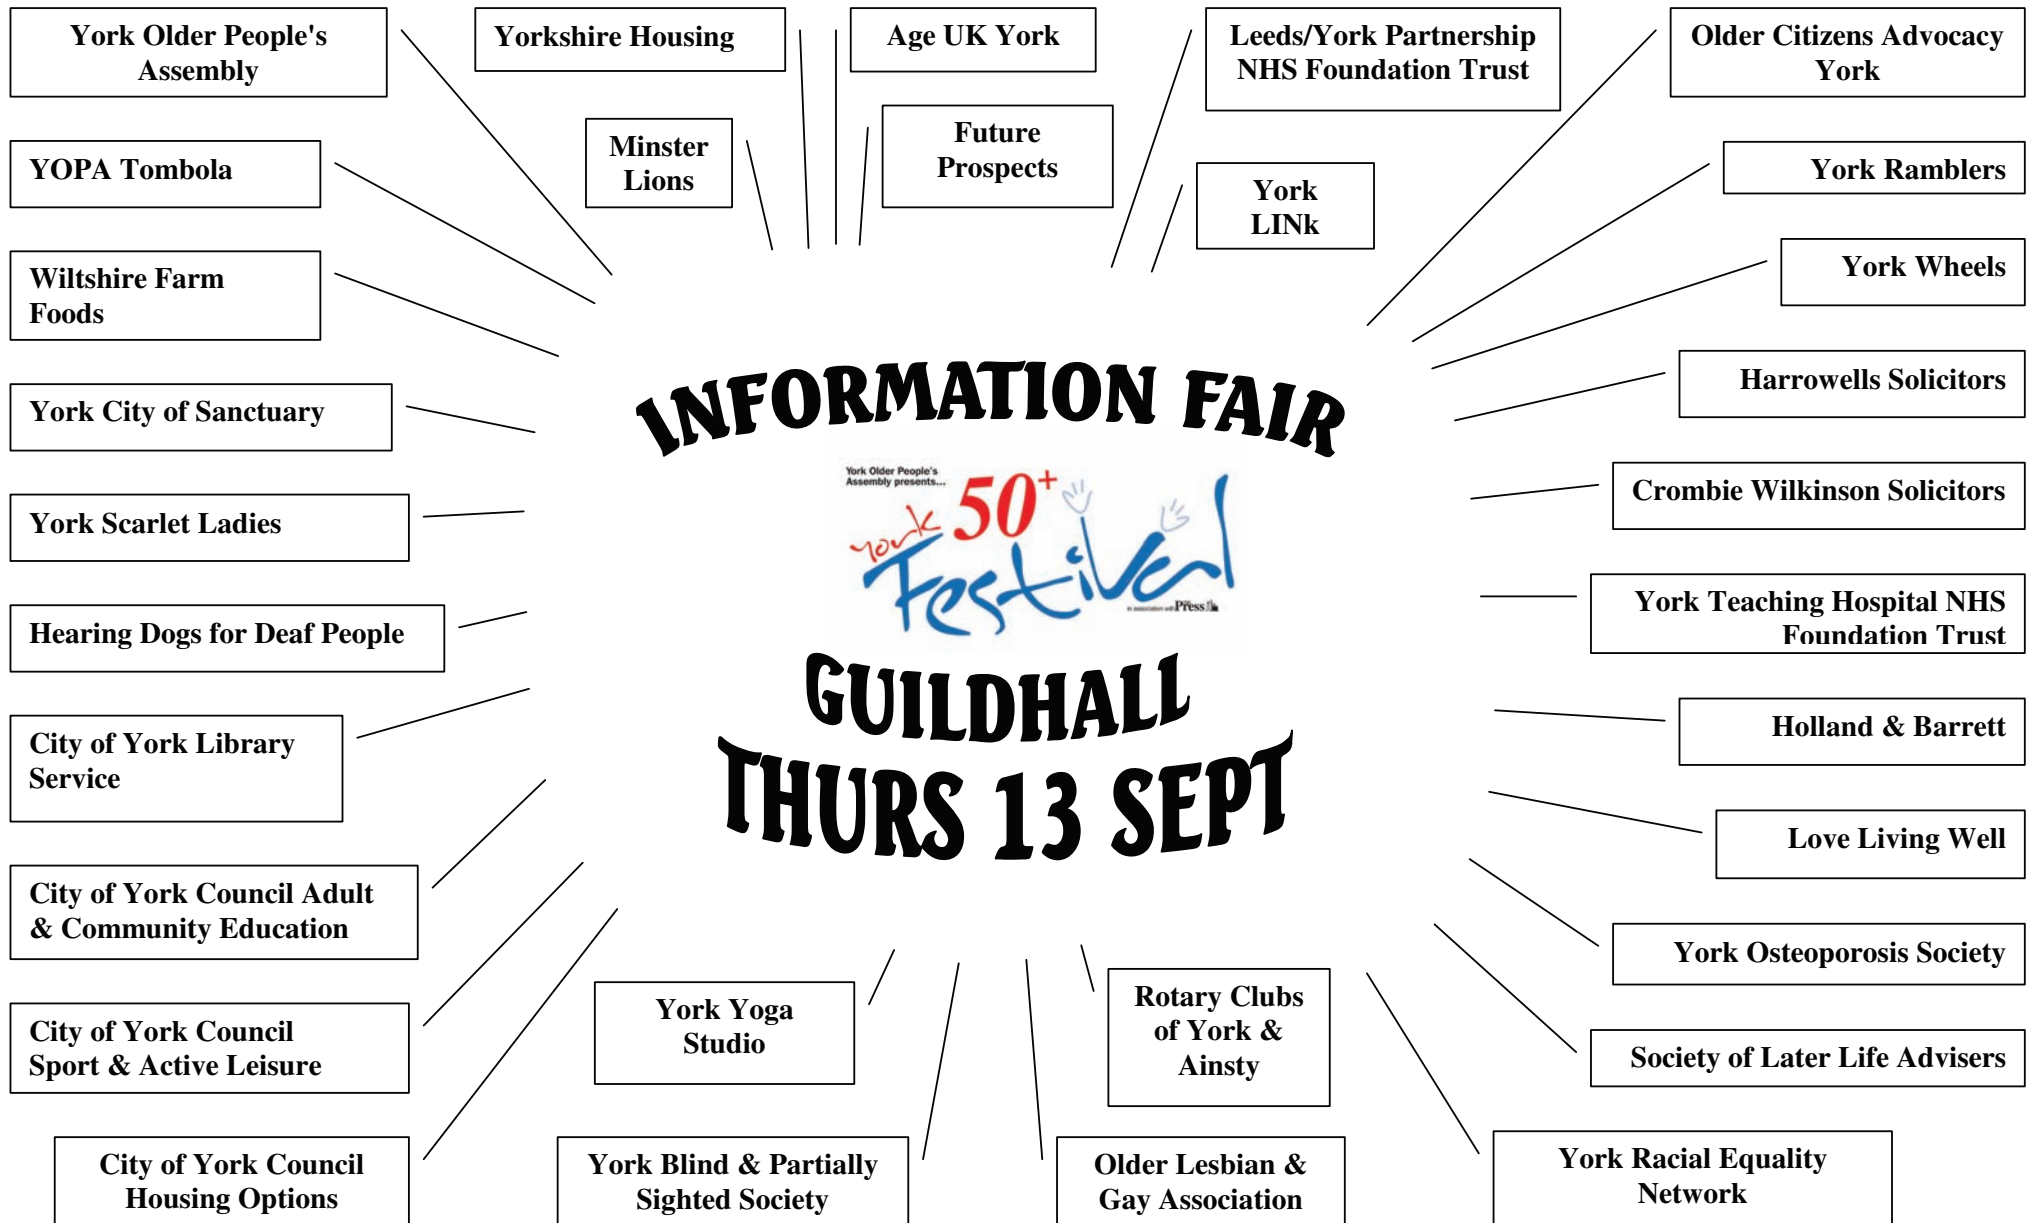 York Older People's
Assembly
Yorkshire Housing
Age UK York
Leeds/York Partnership
NHS Foundation Trust
Older Citizens Advocacy
York
Minster
Lions
Future
Prospects
York
LINk
YOPA Tombola
Wiltshire Farm
Foods
York City of Sanctuary
York Scarlet Ladies
Hearing Dogs for Deaf People
City of York Library
Service
City of York Council Adult
& Community Education
City of York Council
Sport & Active Leisure
City of York Council
Housing Options
INFORMATION FAIR
York Older People's
Assembly presents...
York 50+
Festival
in association with The Press
GUILDHALL
THURS 13 SEPT
York Ramblers
York Wheels
Harrowells Solicitors
Crombie Wilkinson Solicitors
York Teaching Hospital NHS
Foundation Trust
Holland & Barrett
Love Living Well
York Osteoporosis Society
Society of Later Life Advisers
York Yoga
Studio
Rotary Clubs
of York &
Ainsty
York Blind & Partially
Sighted Society
Older Lesbian &
Gay Association
York Racial Equality
Network